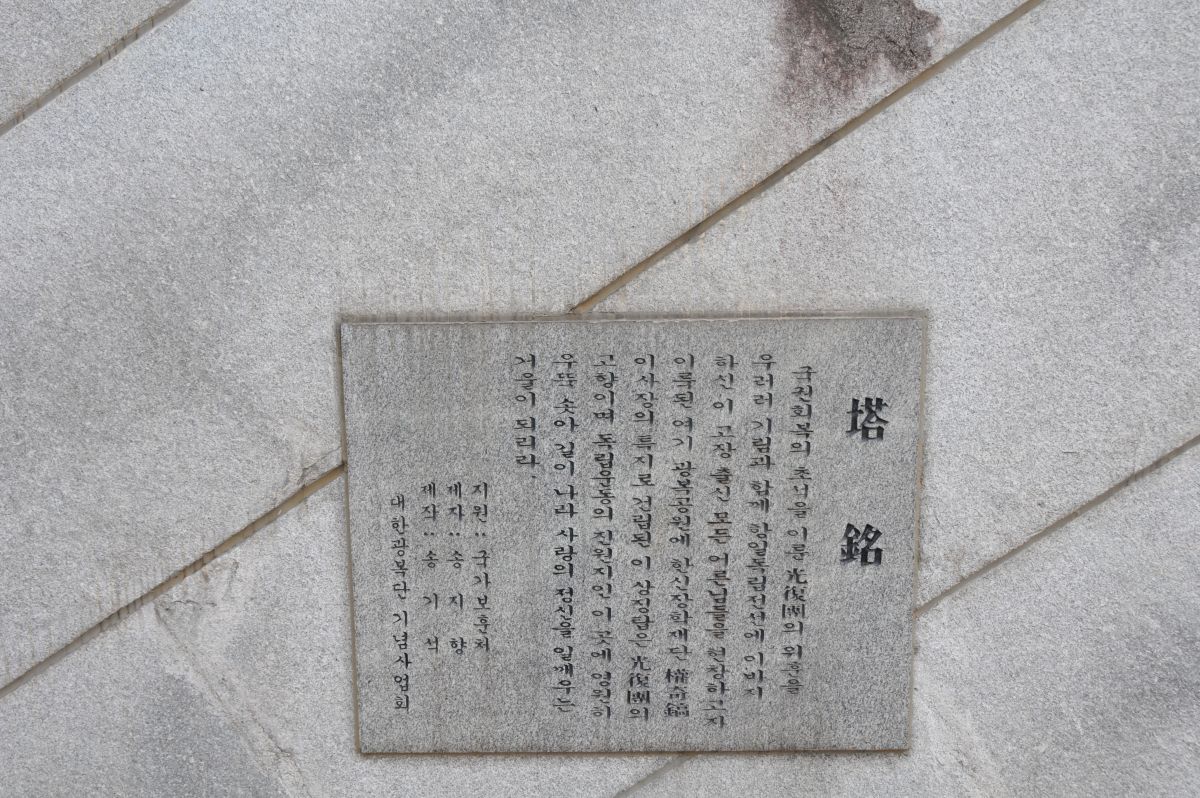 塔 銘
국권회복의 초석을 이룬 光復團의 위훈을
우러러 기림과 함께 항일독립전선에 이바지
하신 이 고장 출신 모든 어른님들을 현창하고자
이룩된 여기 광복공원에 한신장학재단
이사장의 특지로 건립된 이 상징탑은 光復團의
고향이며 독립운동의 진원지인 이 곳에 영원히
우뚝 솟아 길이 나라 사랑의 정신을 일깨우는
거울이 되리라.
지원 : 국가보훈처
제자 : 송 지 향
제작 : 송 기 석
대한광복단 기념사업회